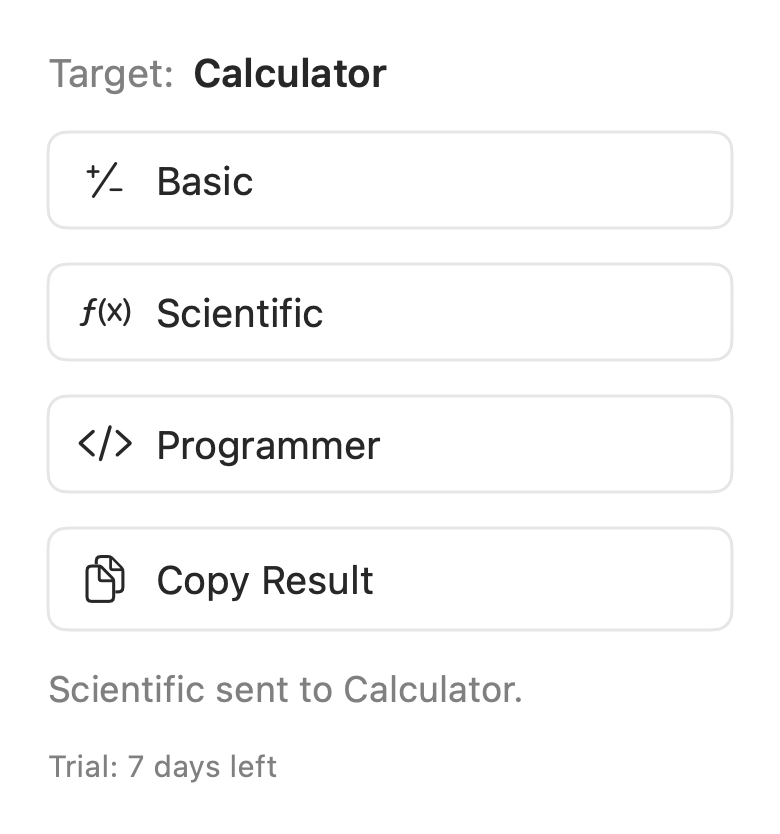 Target: Calculator
+/− Basic
ƒ(x) Scientific
</> Programmer
Copy Result
Scientific sent to Calculator.
Trial: 7 days left